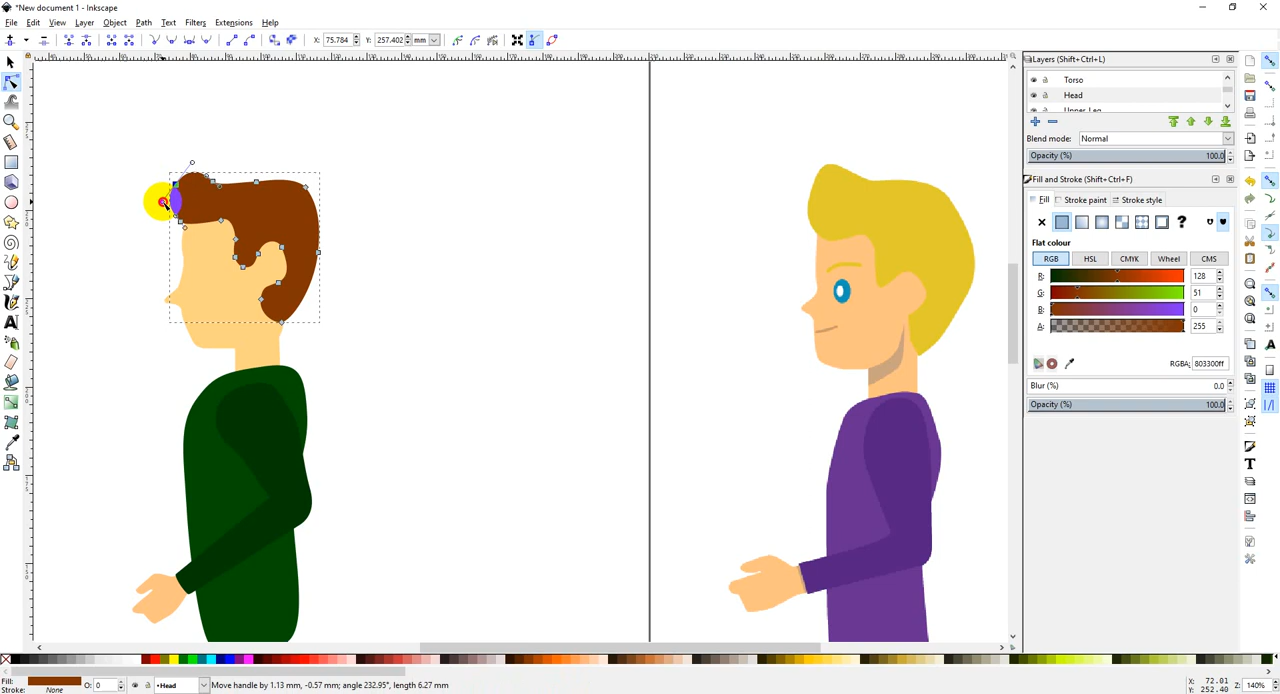 *New document 1 - Inkscape
File Edit View Layer Object Path Text Filters Extensions Help
X: 75.784 Y: 257.402 mm
Layers (Shift+Ctrl+L)
Torso
Head
Upper Leg
Blend mode: Normal
Opacity (%) 100.0
Fill and Stroke (Shift+Ctrl+F)
Fill Stroke paint Stroke style
Flat colour
RGB HSL CMYK Wheel CMS
R: 128
G: 51
B: 0
A: 255
RGBA: 803300ff
Blur (%) 0.0
Opacity (%) 100.0
Fill:
Stroke: None
O: 0
•Head
Move handle by 1.13 mm, -0.57 mm; angle 232.95°, length 6.27 mm
X: 72.01
Y: 252.40
Z: 140%